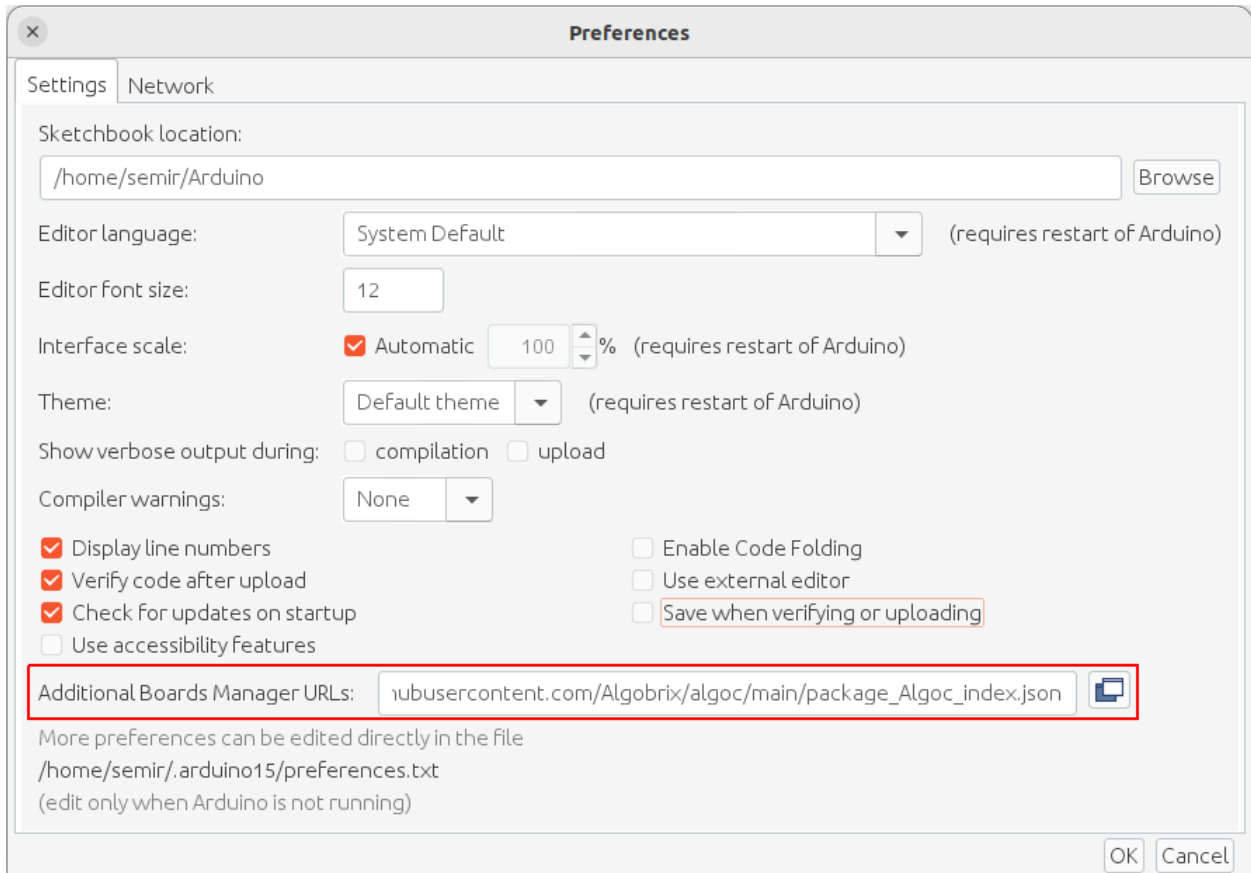 Preferences
Settings Network
Sketchbook location:
/home/semir/Arduino Browse
Editor language: System Default (requires restart of Arduino)
Editor font size: 12
Interface scale: Automatic 100 % (requires restart of Arduino)
Theme: Default theme (requires restart of Arduino)
Show verbose output during: compilation upload
Compiler warnings: None
Display line numbers Enable Code Folding
Verify code after upload Use external editor
Check for updates on startup Save when verifying or uploading
Use accessibility features
Additional Boards Manager URLs: hubusercontent.com/Algobrix/algoc/main/package_Algoc_index.json
More preferences can be edited directly in the file
/home/semir/.arduino15/preferences.txt
(edit only when Arduino is not running)
OK Cancel